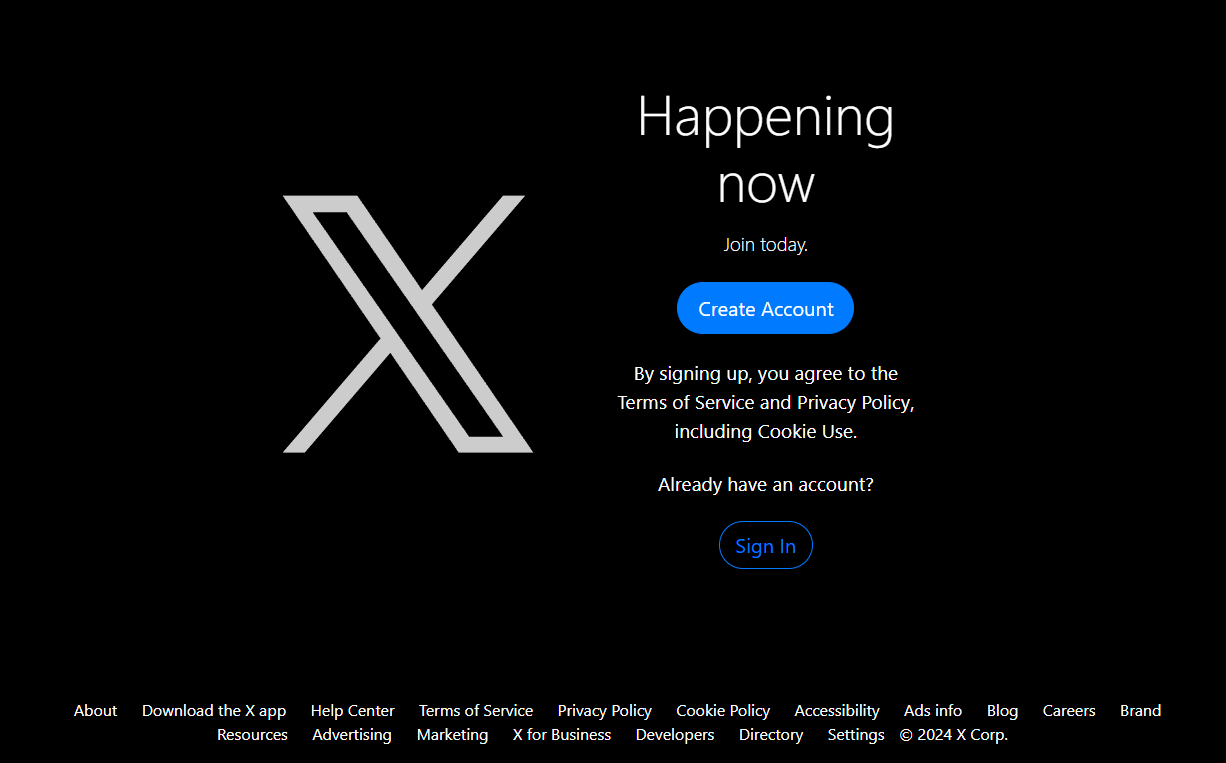 Happening
now
Join today.
Create Account
By signing up, you agree to the
Terms of Service and Privacy Policy,
including Cookie Use.
Already have an account?
Sign In
About Download the X app Help Center Terms of Service Privacy Policy Cookie Policy Accessibility Ads info Blog Careers Brand
Resources Advertising Marketing X for Business Developers Directory Settings © 2024 X Corp.